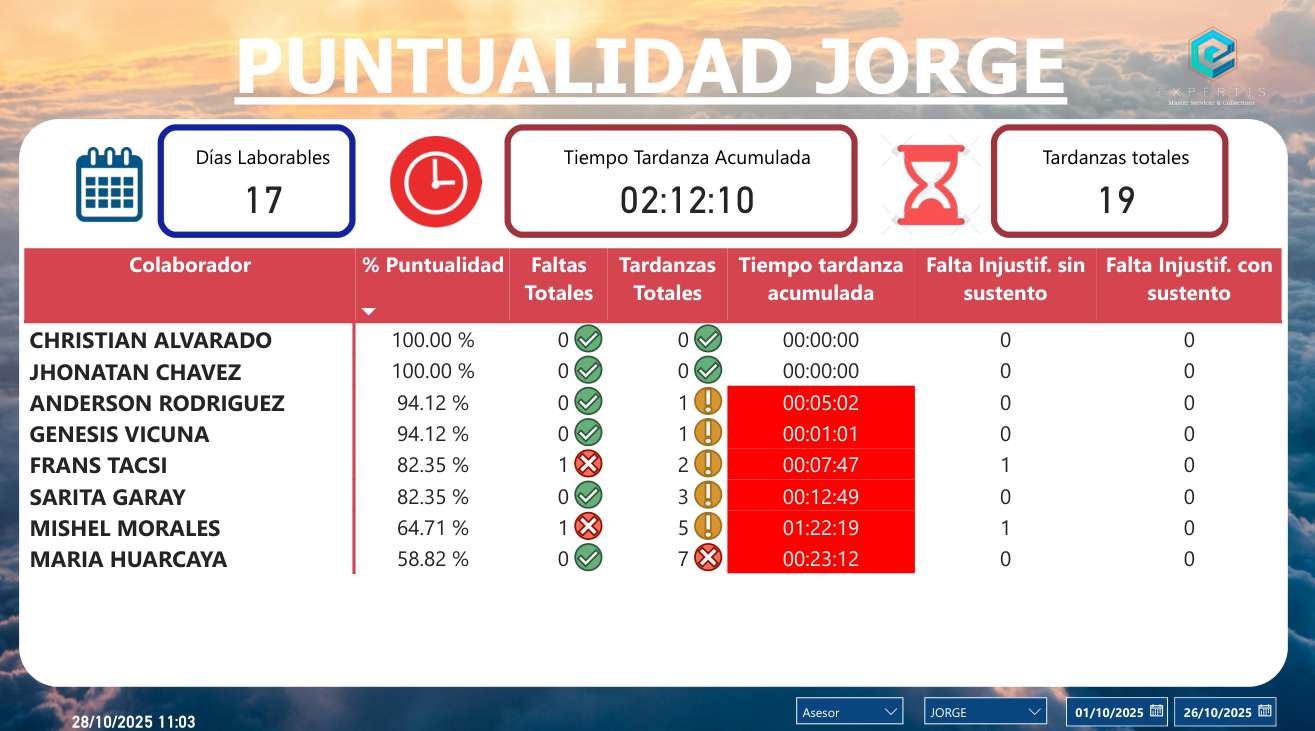 PUNTUALIDAD JORGE
EXPERTIS
Días Laborables
17
Tiempo Tardanza Acumulada
02:12:10
Tardanzas totales
19
Colaborador % Puntualidad Faltas Totales Tardanzas Totales Tiempo tardanza acumulada Falta Injustif. sin sustento Falta Injustif. con sustento
CHRISTIAN ALVARADO 100.00 % 0 0 00:00:00 0 0
JHONATAN CHAVEZ 100.00 % 0 0 00:00:00 0 0
ANDERSON RODRIGUEZ 94.12 % 0 1 00:05:02 0 0
GENESIS VICUNA 94.12 % 0 1 00:01:01 0 0
FRANS TACSI 82.35 % 1 2 00:07:47 1 0
SARITA GARAY 82.35 % 0 3 00:12:49 0 0
MISHEL MORALES 64.71 % 1 5 01:22:19 1 0
MARIA HUARCAYA 58.82 % 0 7 00:23:12 0 0
28/10/2025 11:03
Asesor
JORGE
01/10/2025
26/10/2025